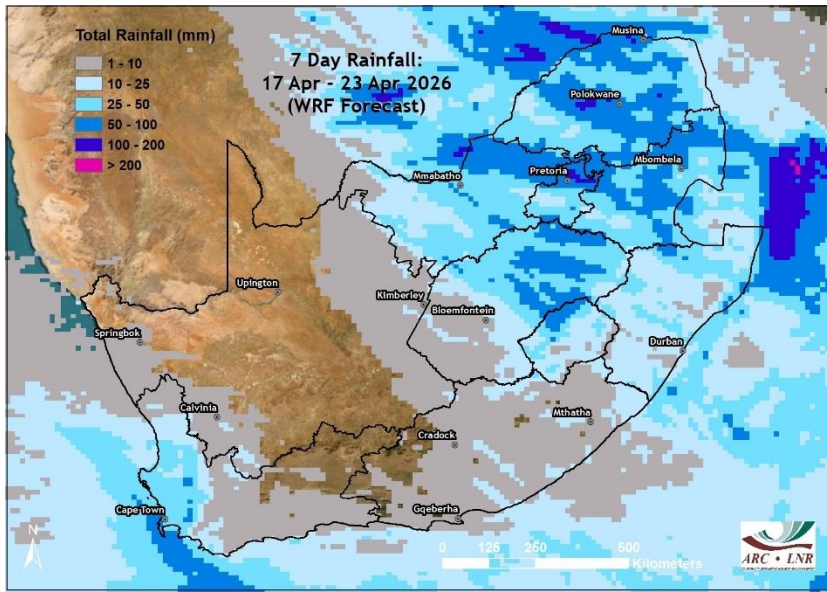 Total Rainfall (mm)
1 - 10
10 - 25
25 - 50
50 - 100
100 - 200
> 200
7 Day Rainfall:
17 Apr - 23 Apr 2026
(WRF Forecast)
Musina
Polokwane
Mbombela
Pretoria
Mmabatho
Upington
Kimberley
Bloemfontein
Springbok
Durban
Calvinia
Mthatha
Cradock
Cape Town
Gqeberha
N
0 125 250 500
Kilometers
ARC • LNR